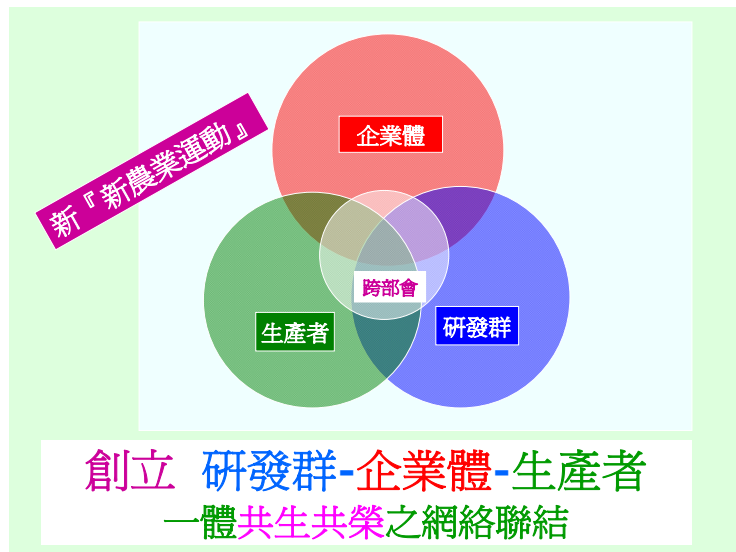 新『新農業運動』
企業體
跨部會
生產者
研發群
創立 研發群-企業體-生產者
一體共生共榮之網絡聯結